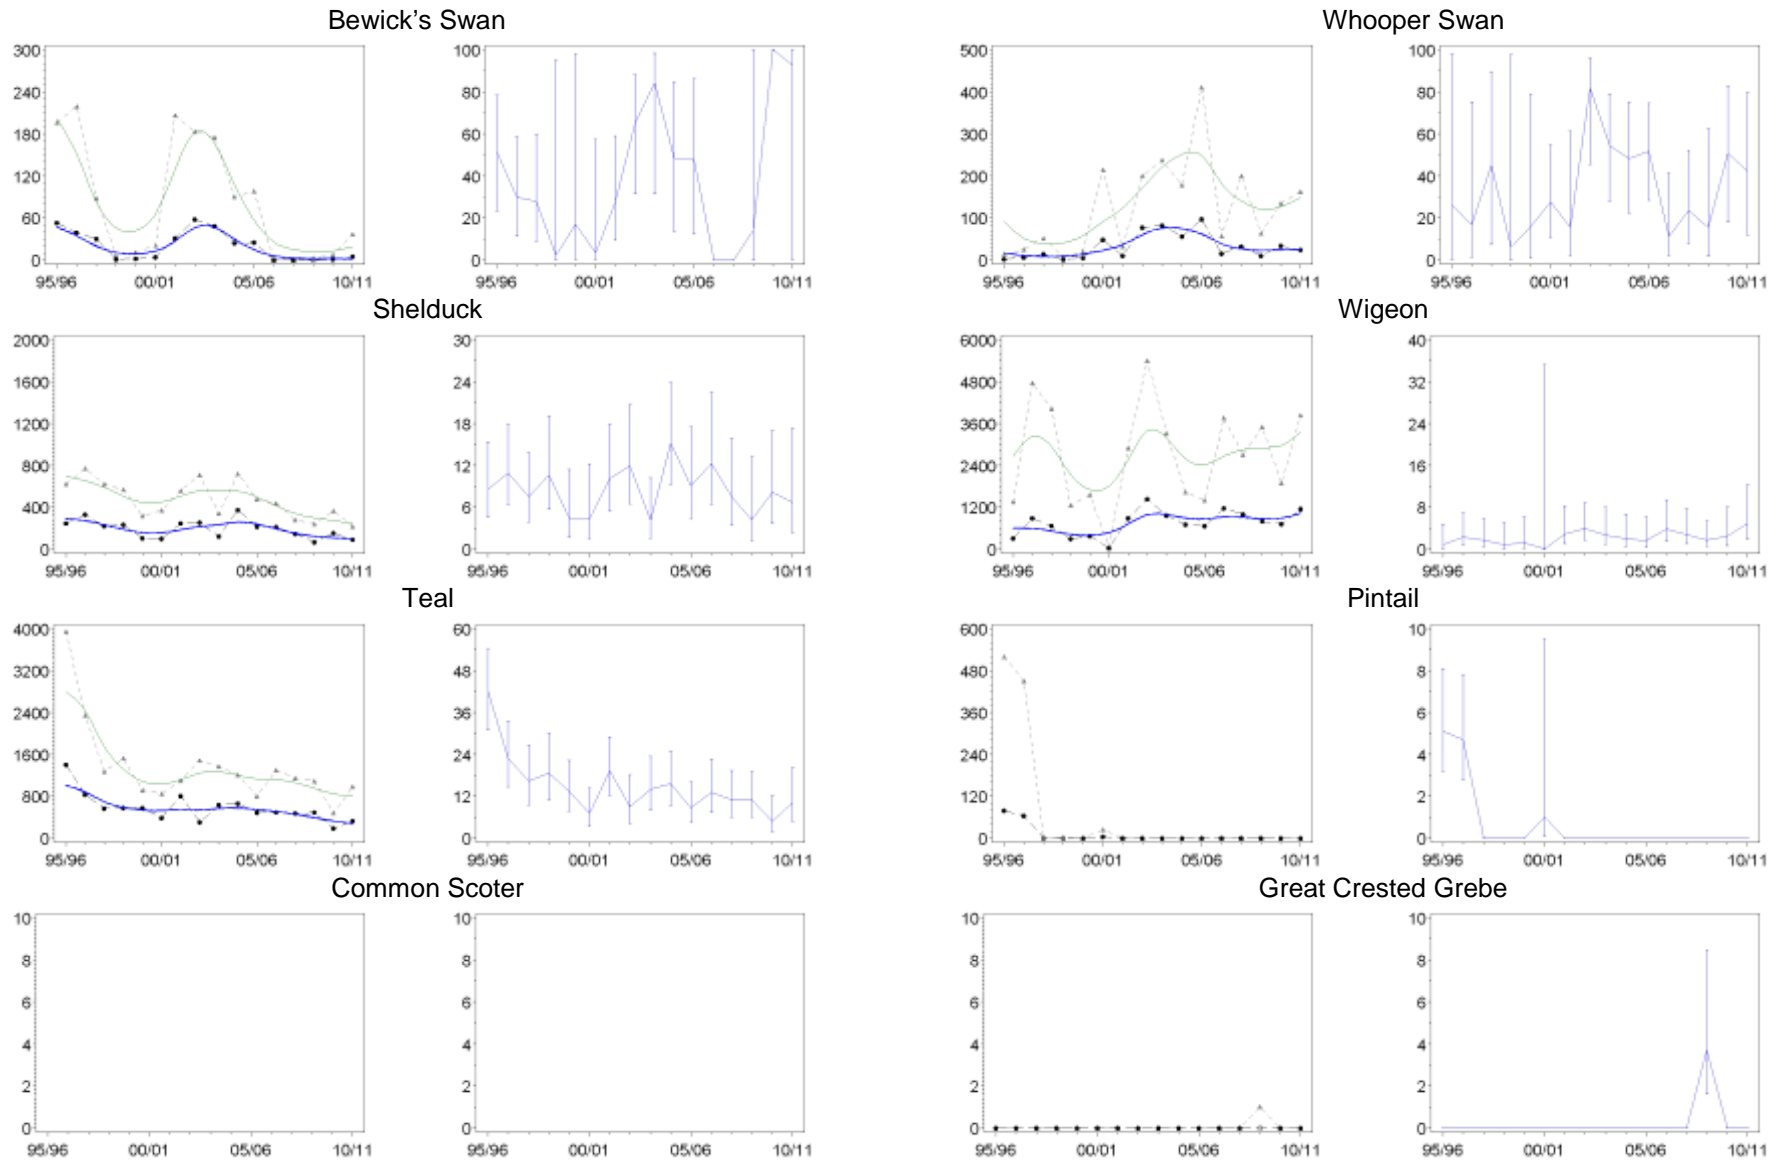 Bewick's Swan
Whooper Swan
300 240 180 120 60 0
95/96 00/01 05/06 10/11
100 80 60 40 20 0
95/96 00/01 05/06 10/11
500 400 300 200 100 0
95/96 00/01 05/06 10/11
100 80 60 40 20 0
95/96 00/01 05/06 10/11
Shelduck
Wigeon
2000 1600 1200 800 400 0
95/96 00/01 05/06 10/11
30 24 18 12 6 0
95/96 00/01 05/06 10/11
6000 4800 3600 2400 1200 0
95/96 00/01 05/06 10/11
40 32 24 16 8 0
95/96 00/01 05/06 10/11
Teal
Pintail
4000 3200 2400 1600 800 0
95/96 00/01 05/06 10/11
60 48 36 24 12 0
95/96 00/01 05/06 10/11
600 480 360 240 120 0
95/96 00/01 05/06 10/11
10 8 6 4 2 0
95/96 00/01 05/06 10/11
Common Scoter
Great Crested Grebe
10 8 6 4 2 0
95/96 00/01 05/06 10/11
10 8 6 4 2 0
95/96 00/01 05/06 10/11
10 8 6 4 2 0
95/96 00/01 05/06 10/11
10 8 6 4 2 0
95/96 00/01 05/06 10/11